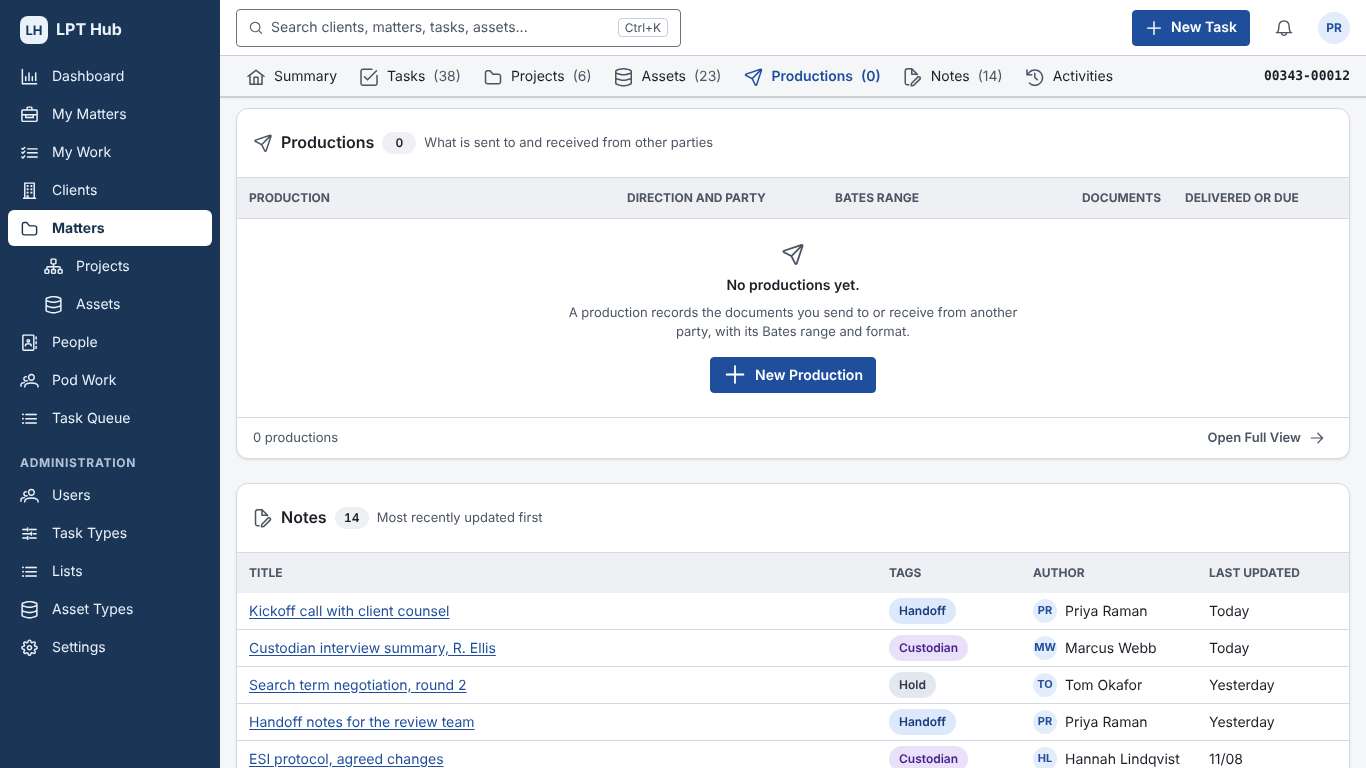 LH LPT Hub
Search clients, matters, tasks, assets... Ctrl+K
New Task
PR
Dashboard
My Matters
My Work
Clients
Matters
Projects
Assets
People
Pod Work
Task Queue
ADMINISTRATION
Users
Task Types
Lists
Asset Types
Settings
Summary Tasks (38) Projects (6) Assets (23) Productions (0) Notes (14) Activities 00343-00012
Productions 0 What is sent to and received from other parties
PRODUCTION DIRECTION AND PARTY BATES RANGE DOCUMENTS DELIVERED OR DUE
No productions yet.
A production records the documents you send to or receive from another
party, with its Bates range and format.
New Production
0 productions Open Full View
Notes 14 Most recently updated first
TITLE TAGS AUTHOR LAST UPDATED
Kickoff call with client counsel Handoff PR Priya Raman Today
Custodian interview summary, R. Ellis Custodian MW Marcus Webb Today
Search term negotiation, round 2 Hold TO Tom Okafor Yesterday
Handoff notes for the review team Handoff PR Priya Raman Yesterday
ESI protocol, agreed changes Custodian HL Hannah Lindqvist 11/08